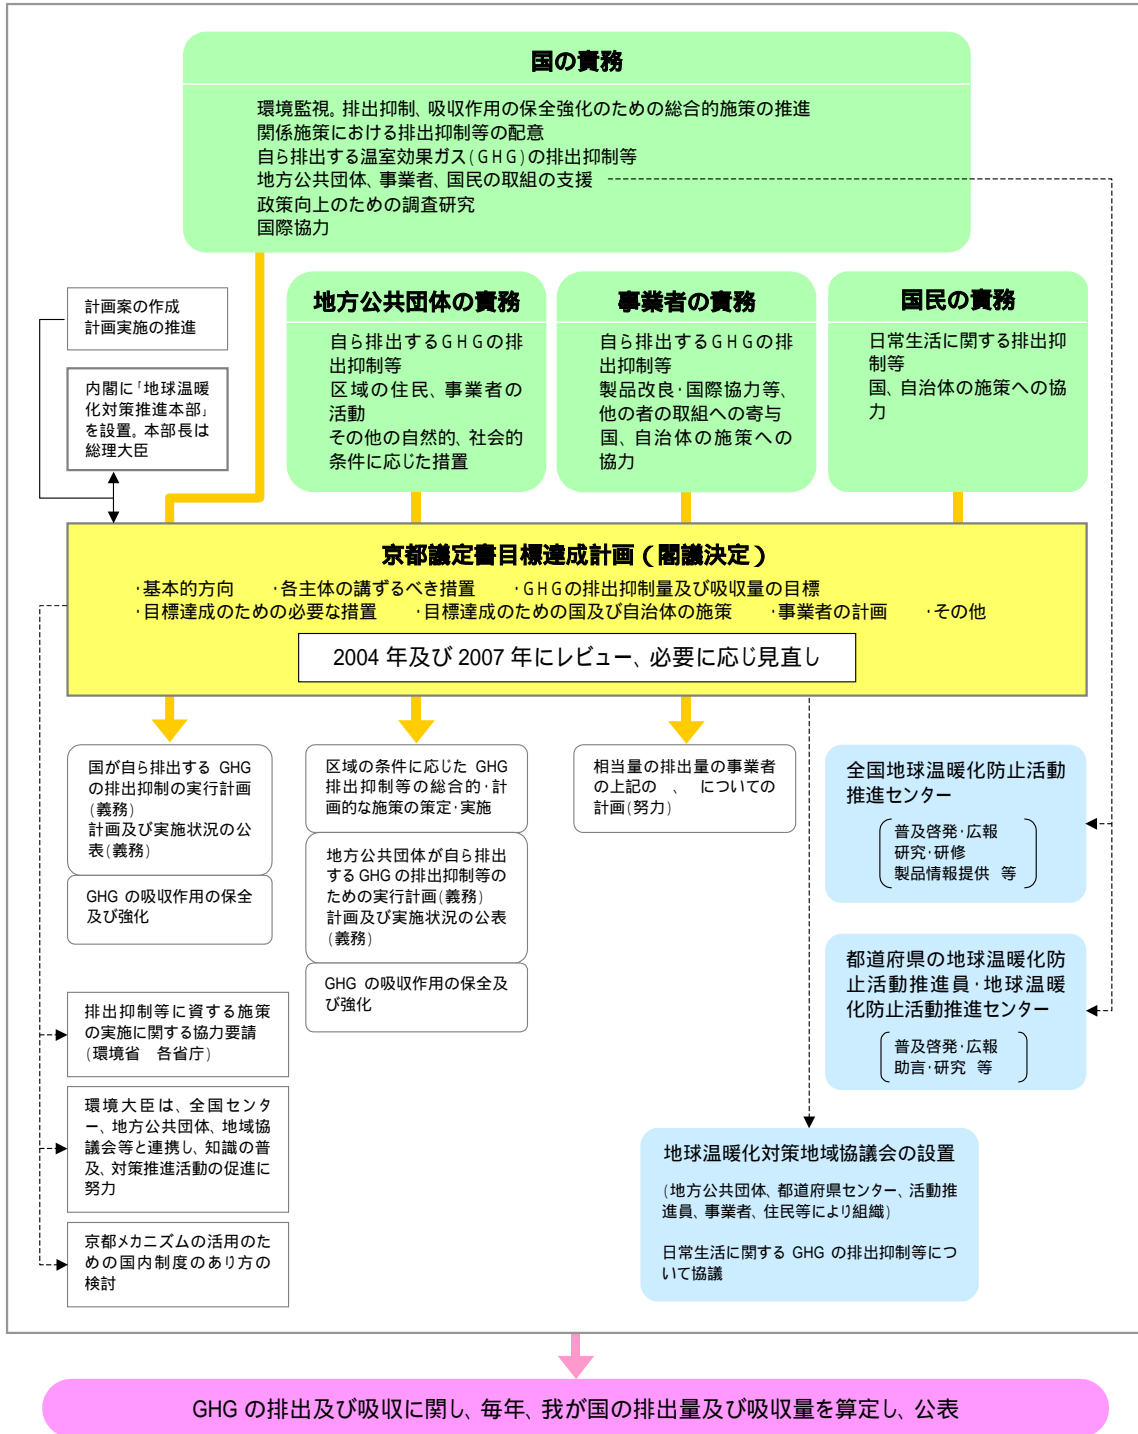 国の責務
環境監視。排出抑制、吸収作用の保全強化のための総合的施策の推進
関係施策における排出抑制等の配意
自ら排出する温室効果ガス(GHG)の排出抑制等
地方公共団体、事業者、国民の取組の支援
政策向上のための調査研究
国際協力
計画案の作成
計画実施の推進
内閣に「地球温暖
化対策推進本部」
を設置。本部長は
総理大臣
地方公共団体の責務
自ら排出するGHGの排
出抑制等
区域の住民、事業者の
活動
その他の自然的、社会的
条件に応じた措置
事業者の責務
自ら排出するGHGの排
出抑制等
製品改良・国際協力等、
他の者の取組への寄与
国、自治体の施策への
協力
国民の責務
日常生活に関する排出抑
制等
国、自治体の施策への協
力
京都議定書目標達成計画(閣議決定)
・基本的方向 ・各主体の講ずるべき措置 ・GHGの排出抑制量及び吸収量の目標
・目標達成のための必要な措置 ・目標達成のための国及び自治体の施策 ・事業者の計画 ・その他
2004 年及び 2007 年にレビュー、必要に応じ見直し
国が自ら排出する GHG
の排出抑制の実行計画
(義務)
計画及び実施状況の公
表(義務)
GHG の吸収作用の保全
及び強化
区域の条件に応じた GHG
排出抑制等の総合的・計
画的な施策の策定・実施
地方公共団体が自ら排出
するGHGの排出抑制等の
ための実行計画(義務)
計画及び実施状況の公表
(義務)
GHG の吸収作用の保全及
び強化
相当量の排出量の事業者
の上記の 、 についての
計画(努力)
全国地球温暖化防止活動
推進センター
普及啓発・広報
研究・研修
製品情報提供 等
都道府県の地球温暖化防
止活動推進員・地球温暖
化防止活動推進センター
普及啓発・広報
助言・研究 等
排出抑制等に資する施策
の実施に関する協力要請
(環境省 各省庁)
環境大臣は、全国センタ
ー、地方公共団体、地域協
議会等と連携し、知識の普
及、対策推進活動の促進に
努力
京都メカニズムの活用のた
めの国内制度のあり方の
検討
地球温暖化対策地域協議会の設置
(地方公共団体、都道府県センター、活動推
進員、事業者、住民等により組織)
日常生活に関する GHG の排出抑制等につ
いて協議
GHG の排出及び吸収に関し、毎年、我が国の排出量及び吸収量を算定し、公表